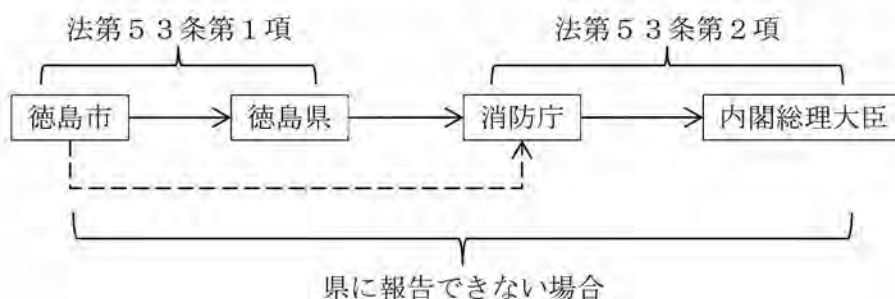 法第５３条第１項
法第５３条第２項
徳島市
徳島県
消防庁
内閣総理大臣
県に報告できない場合